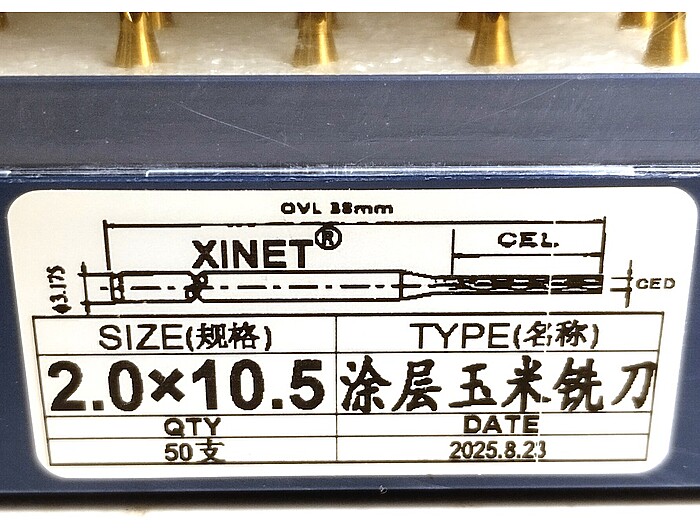 OVL 38mm
XINET®
CEL
Φ3.175
CED
SIZE(规格) TYPE(名称)
2.0×10.5 涂层玉米铣刀
QTY DATE
50支 2025.8.23